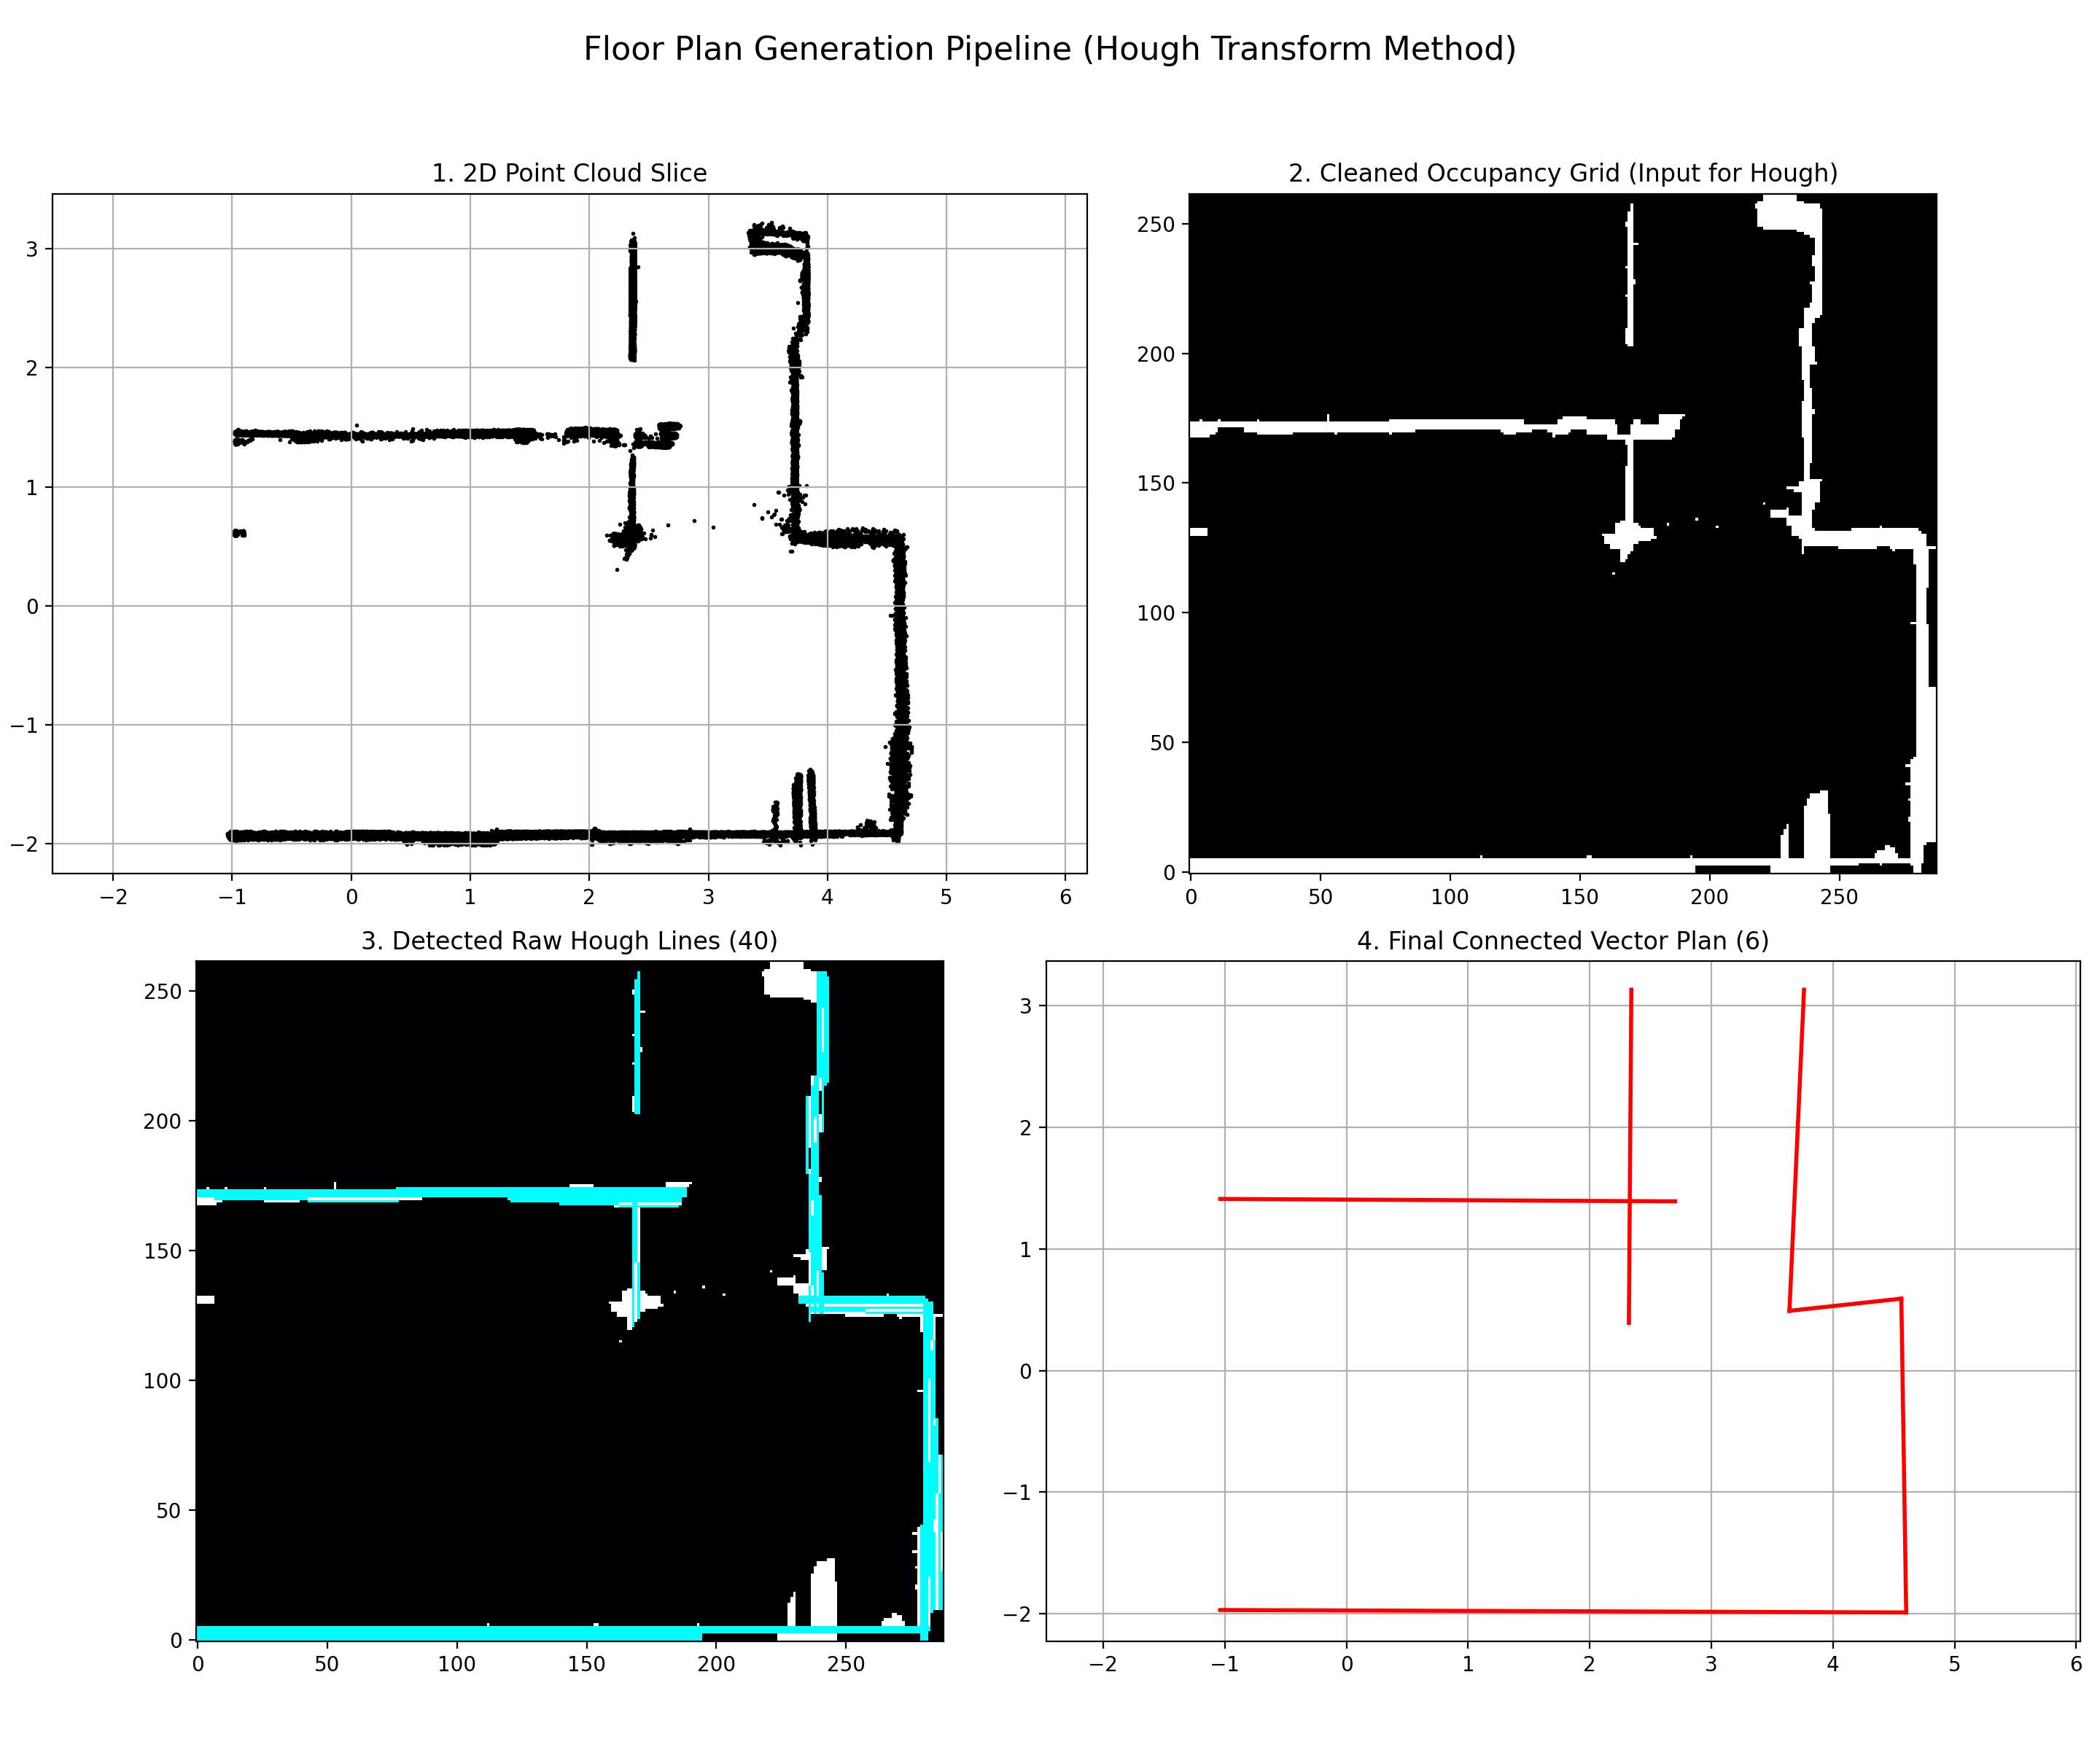 Floor Plan Generation Pipeline (Hough Transform Method)
1. 2D Point Cloud Slice
3
2
1
0
−1
−2
−2 −1 0 1 2 3 4 5 6
2. Cleaned Occupancy Grid (Input for Hough)
250
200
150
100
50
0
0 50 100 150 200 250
3. Detected Raw Hough Lines (40)
250
200
150
100
50
0
0 50 100 150 200 250
4. Final Connected Vector Plan (6)
3
2
1
0
−1
−2
−2 −1 0 1 2 3 4 5 6